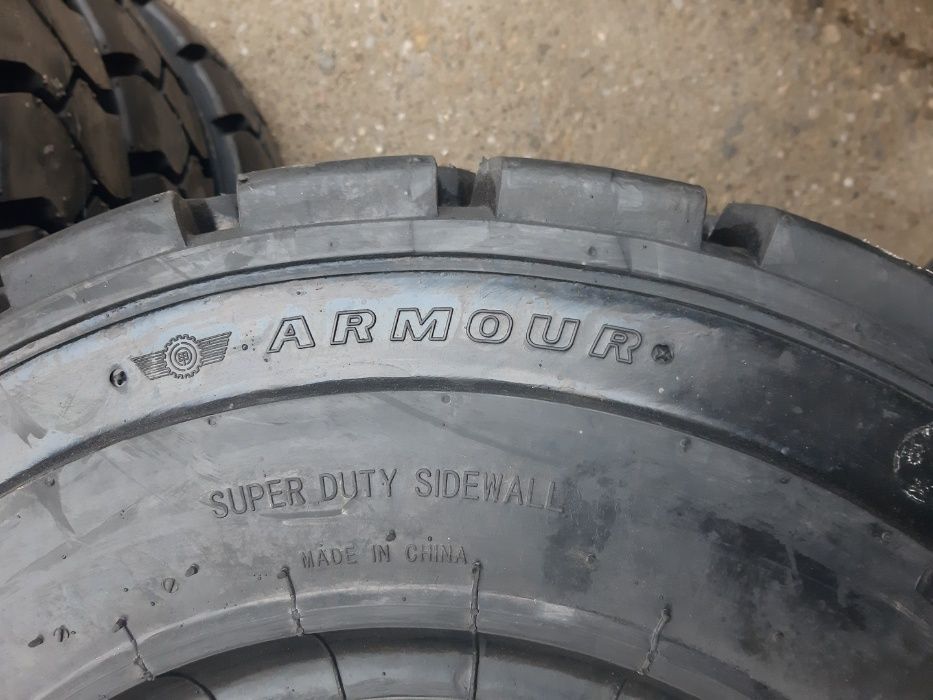 ARMOUR
SUPER DUTY SIDEWALL
MADE IN CHINA